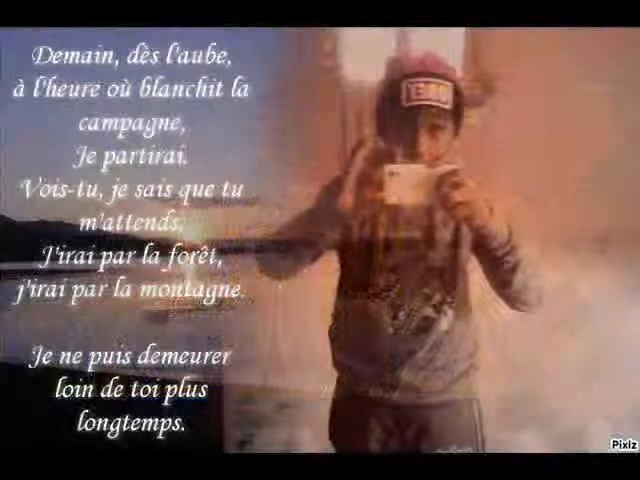 Demain, dès l'aube,
à l'heure où blanchit la
campagne,
Je partirai.
Vois-tu, je sais que tu
m'attends.
J'irai par la forêt,
j'irai par la montagne.
Je ne puis demeurer
loin de toi plus
longtemps.
Pixiz